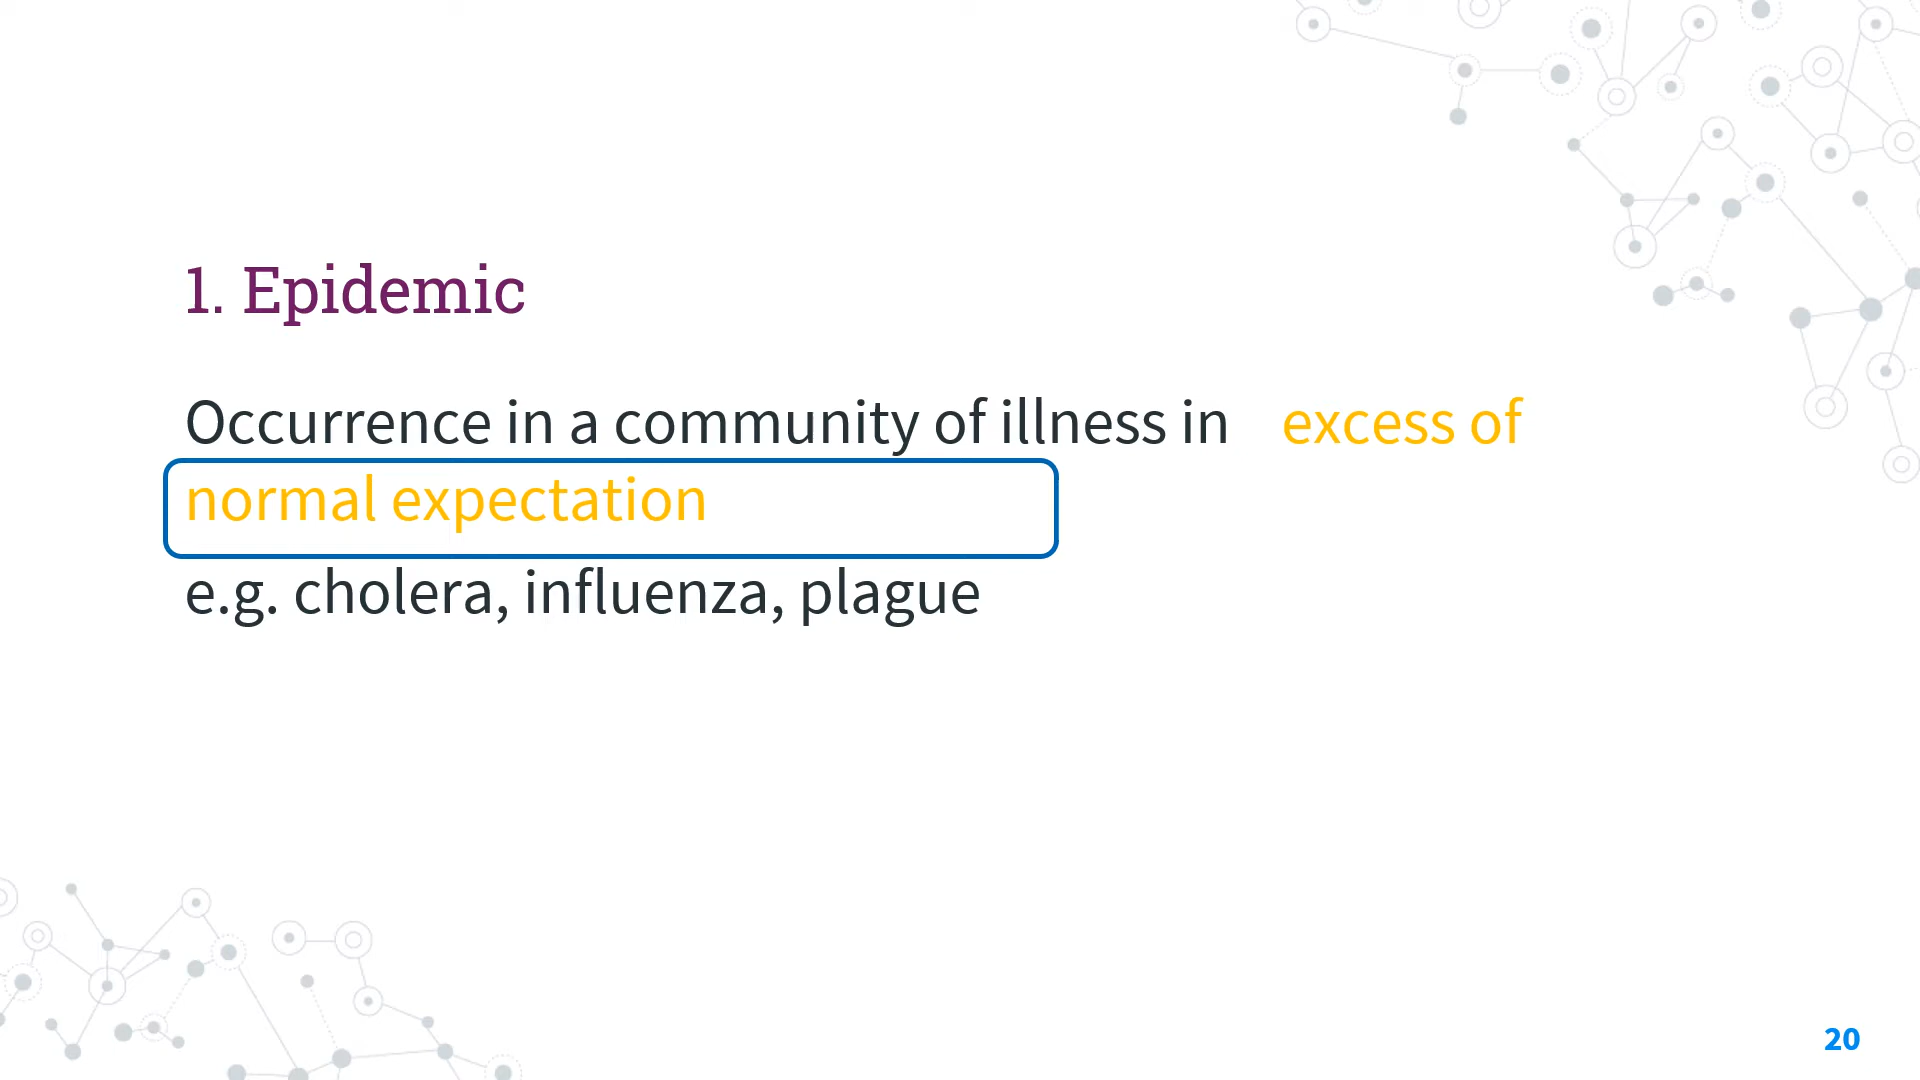 1. Epidemic
Occurrence in a community of illness in excess of
normal expectation
e.g. cholera, influenza, plague
20